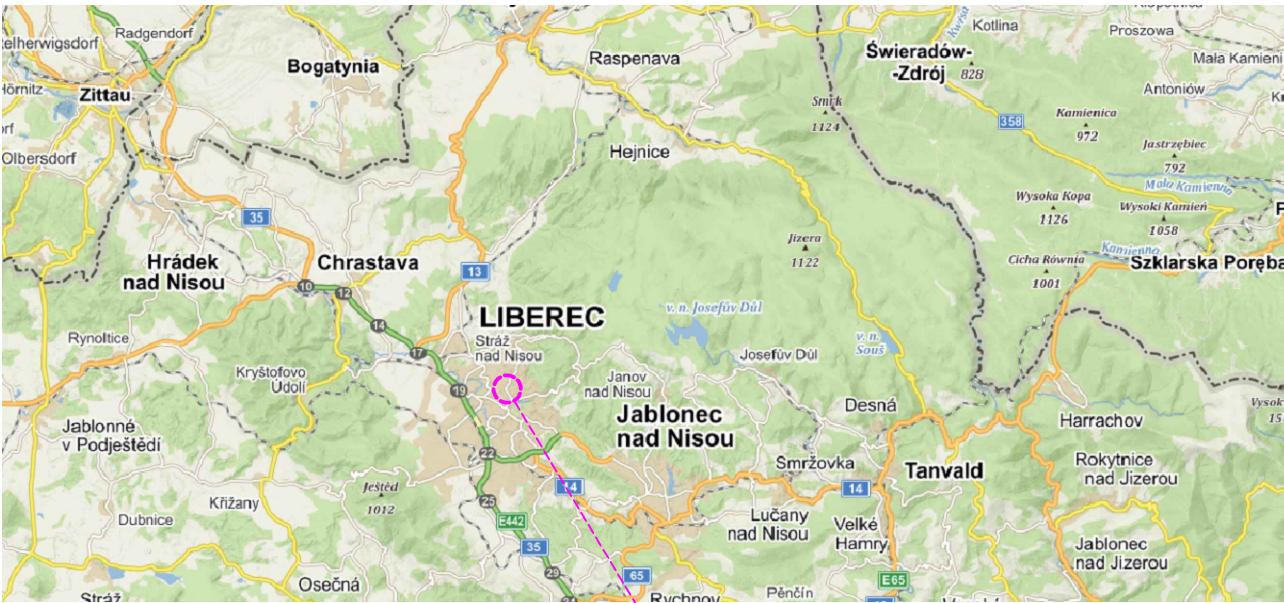 Radgendorf
telherwigsdorf
Bogatynia
Hörnitz
Zittau
Olbersdorf
Raspenava
Hejnice
Świeradów-
-Zdrój
828
Kwisa
Kotlina
Proszowa
Mała Kamieni
Antoniów
Smrk
1124
358
Kamienica
972
Jastrzębiec
792
Mała Kamienna
Wysoka Kopa
1126
Wysoki Kamień
1058
Kamienna
Cicha Równia
1001
Szklarska Poręba
35
Hrádek
nad Nisou
Chrastava
13
10
12
14
17
19
22
25
29
LIBEREC
Stráž
nad Nisou
Jizera
1122
v. n. Josefův Důl
v. n.
Souš
Josefův Důl
Rynoltice
Kryštofovo
Údolí
Janov
nad Nisou
Jablonec
nad Nisou
Desná
Harrachov
Jablonné
v Podještědí
Smržovka
Tanvald
Rokytnice
nad Jizerou
Křižany
Ještěd
1012
Dubnice
14
14
E442
35
Lučany
nad Nisou
Velké
Hamry
Jablonec
nad Jizerou
Osečná
65
E65
Stráž
Rychnov
Pěnčín